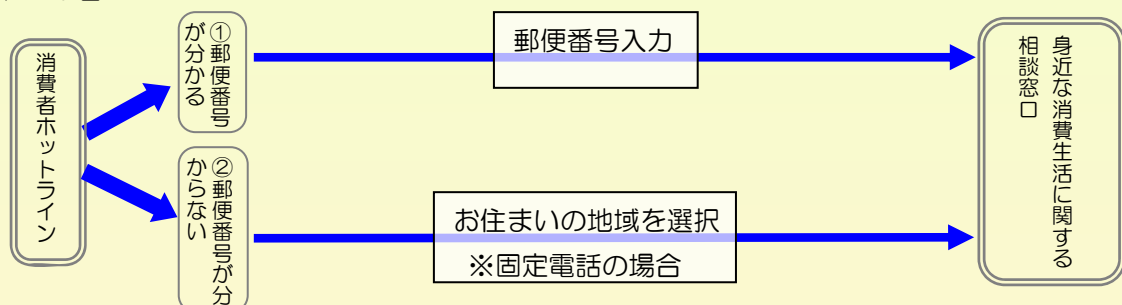 消費者ホットライン
①郵便番号
が分かる
郵便番号入力
②郵便番号が分
からない
お住まいの地域を選択
※固定電話の場合
身近な消費生活に関する
相談窓口